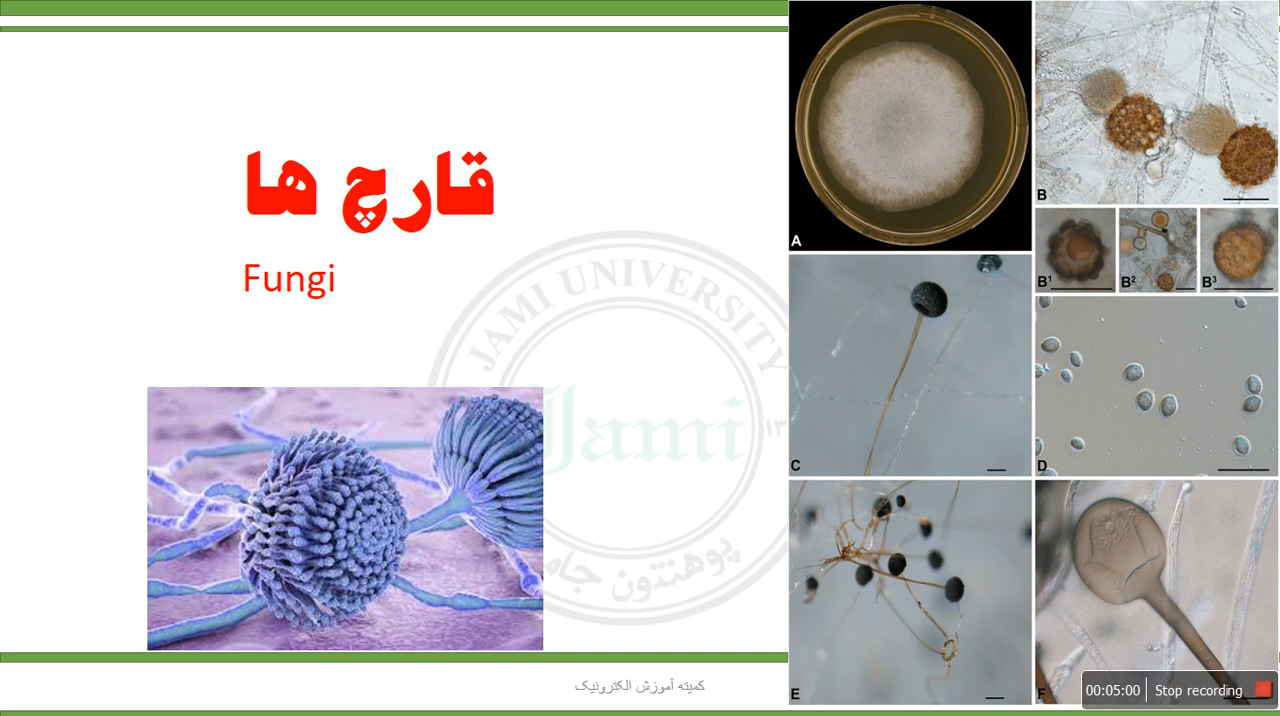 قارچ ها
Fungi
JAMI UNIVERSITY
Jami
پوهنتون جامی
کمیته آموزش الکترونیک
A
B
B1
B2
B3
C
D
E
F
00:05:00 Stop recording